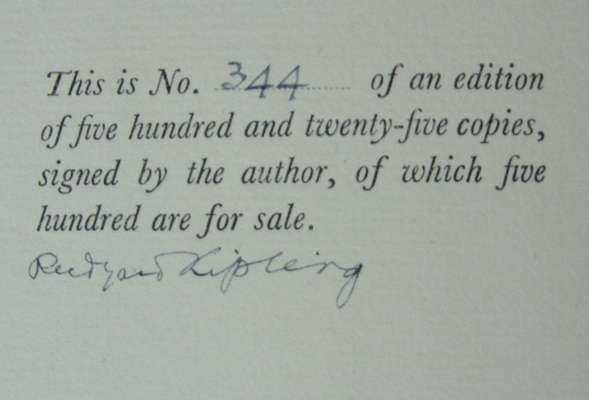 This is No. 344 of an edition
of five hundred and twenty-five copies,
signed by the author, of which five
hundred are for sale.
Rudyard Kipling